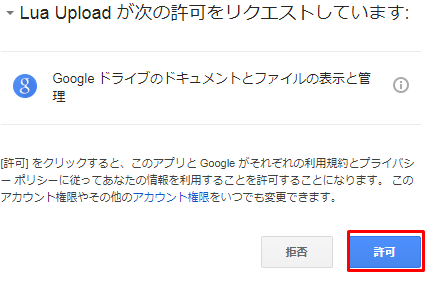 Lua Upload が次の許可をリクエストしています:
Google ドライブのドキュメントとファイルの表示と管
理
[許可] をクリックすると、このアプリと Google がそれぞれの利用規約とプライバシ
ー ポリシーに従ってあなたの情報を利用することを許可することになります。 この
アカウント権限やその他のアカウント権限をいつでも変更できます。
拒否
許可